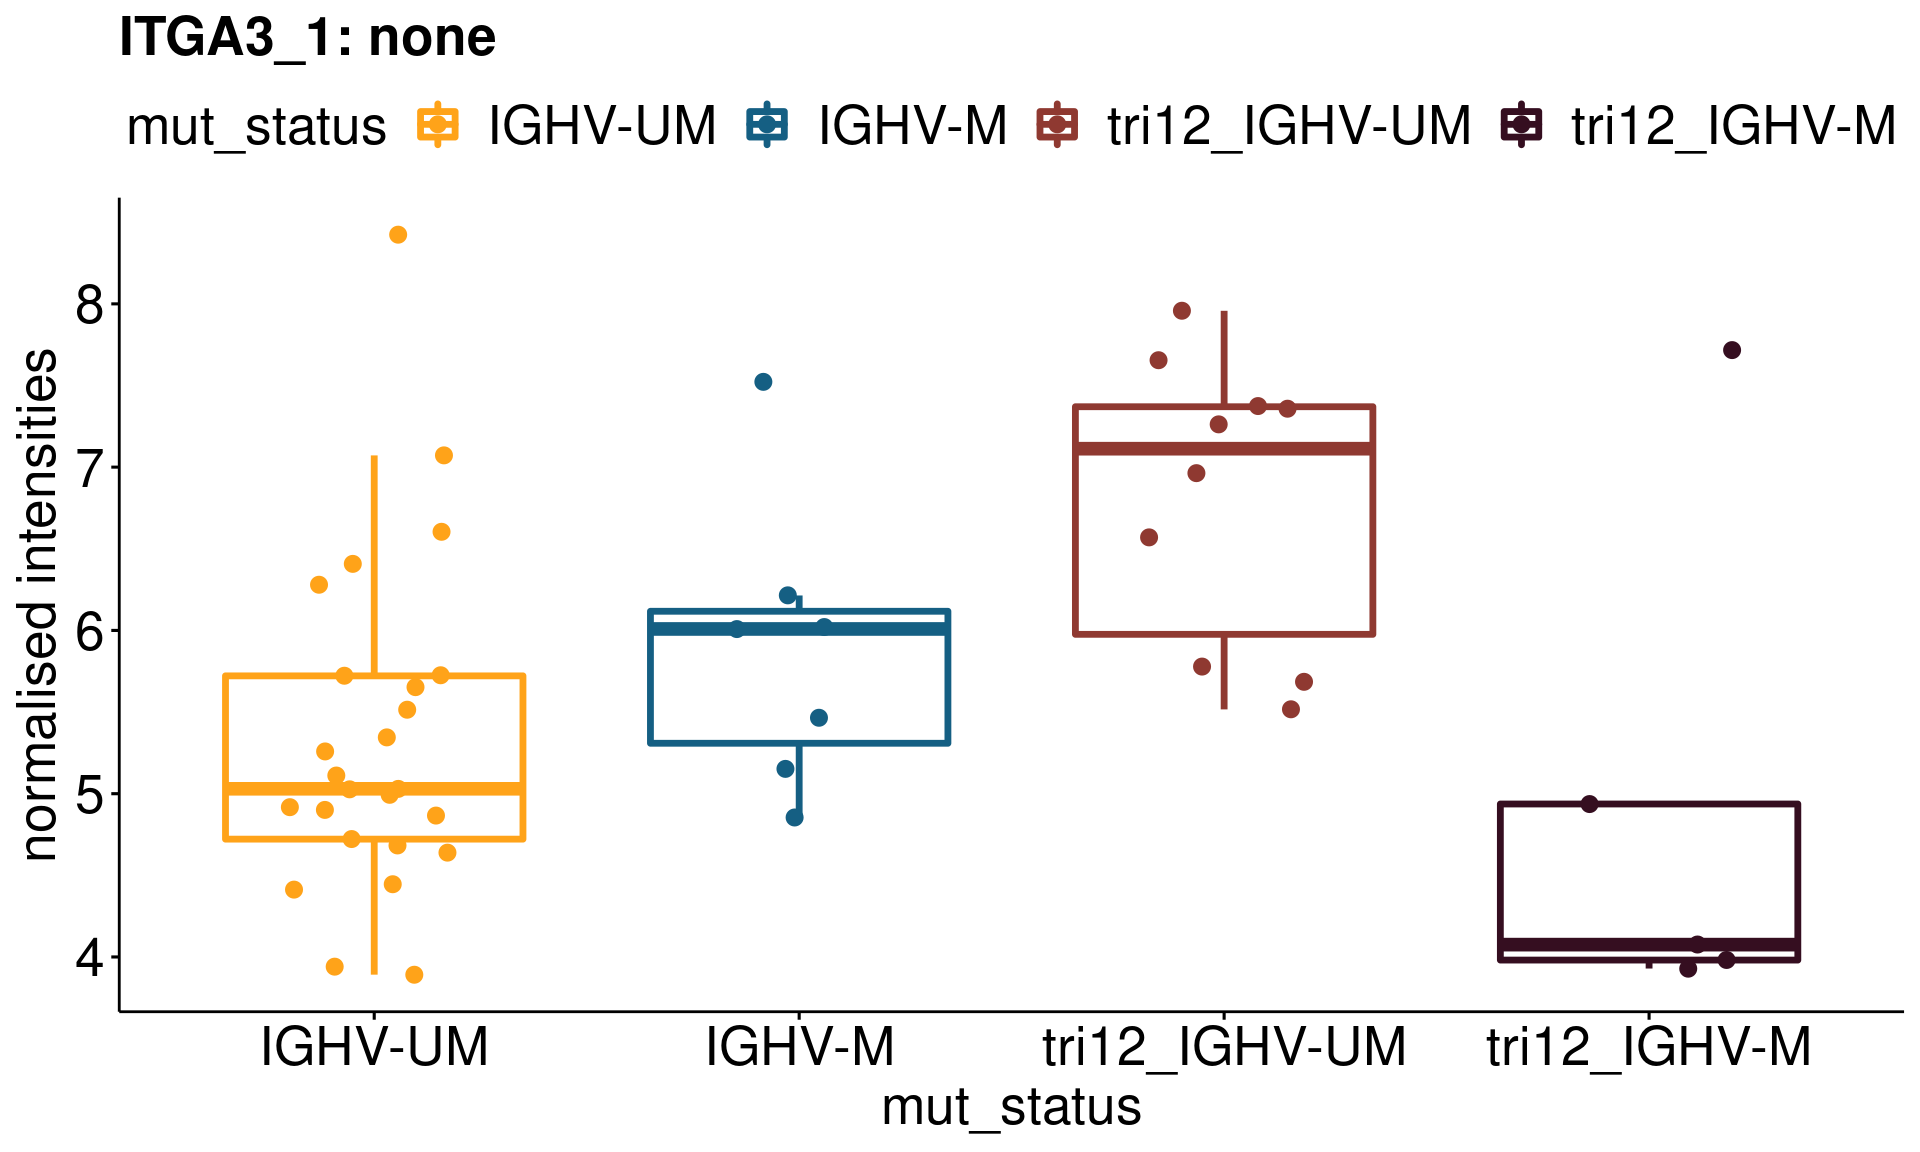 ITGA3_1: none
mut_status IGHV-UM IGHV-M tri12_IGHV-UM tri12_IGHV-M
normalised intensities
8
7
6
5
4
IGHV-UM IGHV-M tri12_IGHV-UM tri12_IGHV-M
mut_status